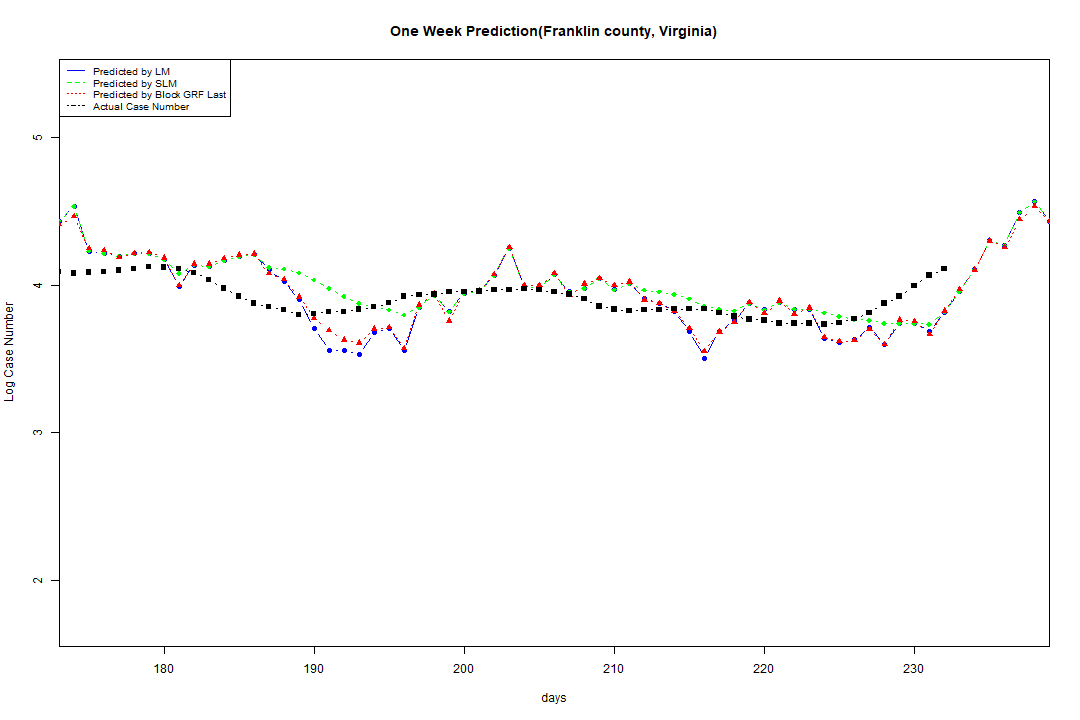 One Week Prediction(Franklin county, Virginia)
Predicted by LM
Predicted by SLM
Predicted by Block GRF Last
Actual Case Number
5
4
3
2
Log Case Number
180 190 200 210 220 230
days